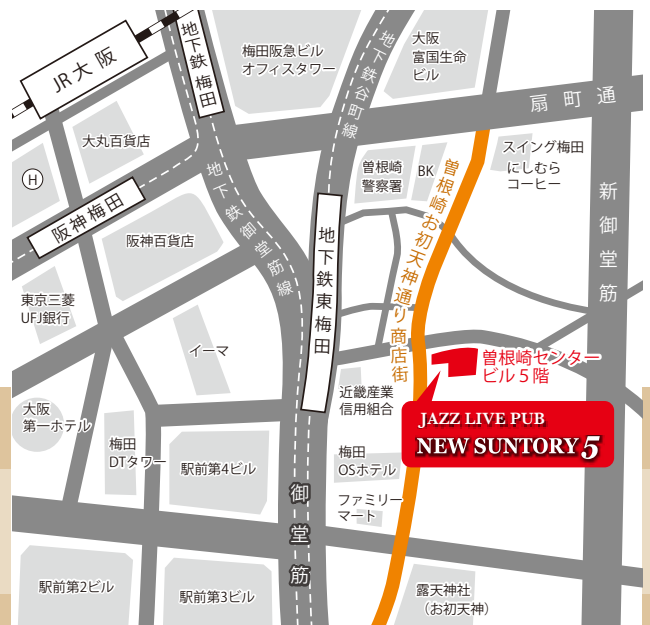 JR大阪
地下鉄梅田
梅田阪急ビル
オフィスタワー
地下鉄谷町線
大阪
富国生命
ビル
扇町通
大丸百貨店
H
阪神梅田
阪神百貨店
地下鉄御堂筋線
曽根崎
警察署
BK
曽根崎お初天神通り商店街
スイング梅田
にしむら
コーヒー
新御堂筋
地下鉄東梅田
東京三菱
UFJ銀行
イーマ
曽根崎センター
ビル５階
近畿産業
信用組合
JAZZ LIVE PUB
NEW SUNTORY 5
大阪
第一ホテル
梅田
DTタワー
駅前第4ビル
梅田
OSホテル
ファミリー
マート
御堂筋
駅前第2ビル
駅前第3ビル
露天神社
（お初天神）